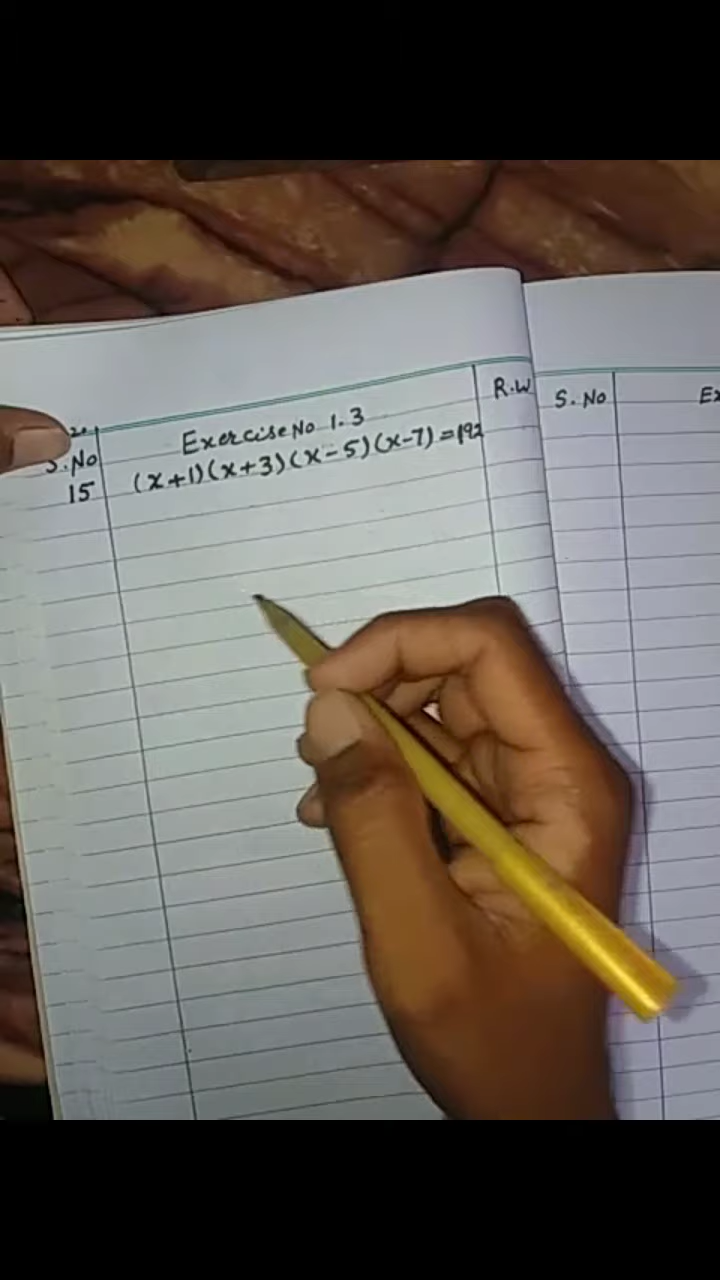 Exercise No 1.3
R.W
S.No
15 (x+1)(x+3)(x-5)(x-7)=192
S.No